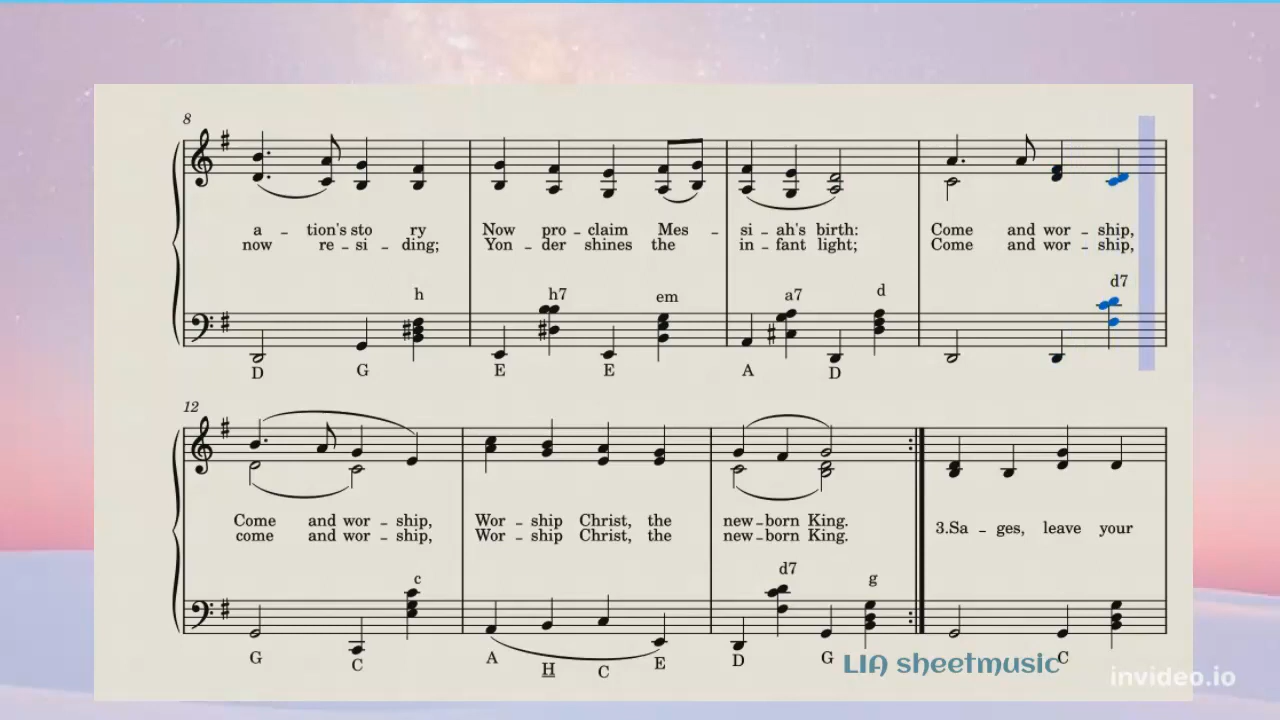 8
a – tion's sto ry Now pro – claim Mes – si – ah's birth: Come and wor – ship,
now re – si – ding; Yon – der shines the in – fant light; Come and wor – ship,
h h7 em a7 d d7
D G E E A D
12
Come and wor – ship, Wor – ship Christ, the new – born King.
come and wor – ship, Wor – ship Christ, the new – born King.
3.Sa – ges, leave your
c d7 g
G C A H C E D G C
LIA sheetmusic
invideo.io